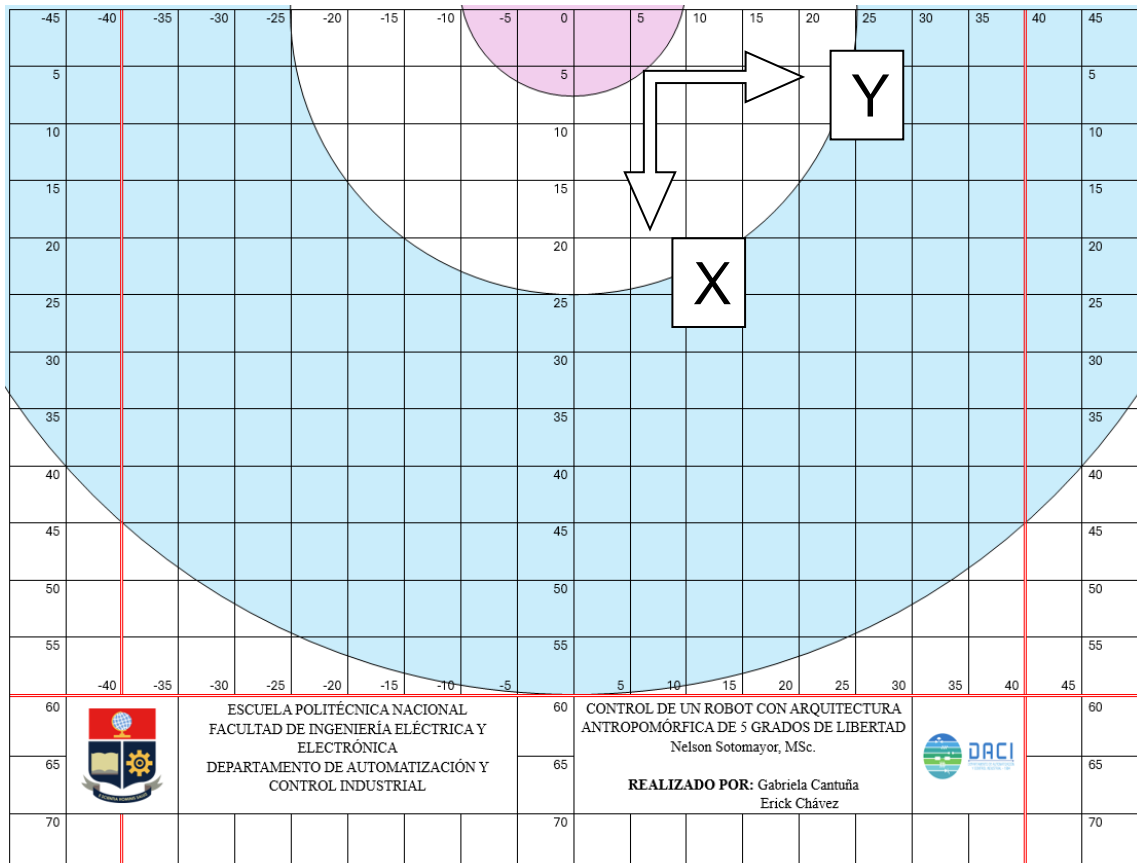 -45 -40 -35 -30 -25 -20 -15 -10 -5 0 5 10 15 20 25 30 35 40 45
5 5 5
Y
10 10 10
15 15 15
20 20 20
X
25 25 25
30 30 30
35 35 35
40 40 40
45 45 45
50 50 50
55 55 55
-40 -35 -30 -25 -20 -15 -10 -5 5 10 15 20 25 30 35 40 45
60 60 60
65 65 65
70 70 70
ESCUELA POLITÉCNICA NACIONAL
FACULTAD DE INGENIERÍA ELÉCTRICA Y
ELECTRÓNICA
DEPARTAMENTO DE AUTOMATIZACIÓN Y
CONTROL INDUSTRIAL
CONTROL DE UN ROBOT CON ARQUITECTURA
ANTROPOMÓRFICA DE 5 GRADOS DE LIBERTAD
Nelson Sotomayor, MSc.
REALIZADO POR: Gabriela Cantuña
Erick Chávez
DACI